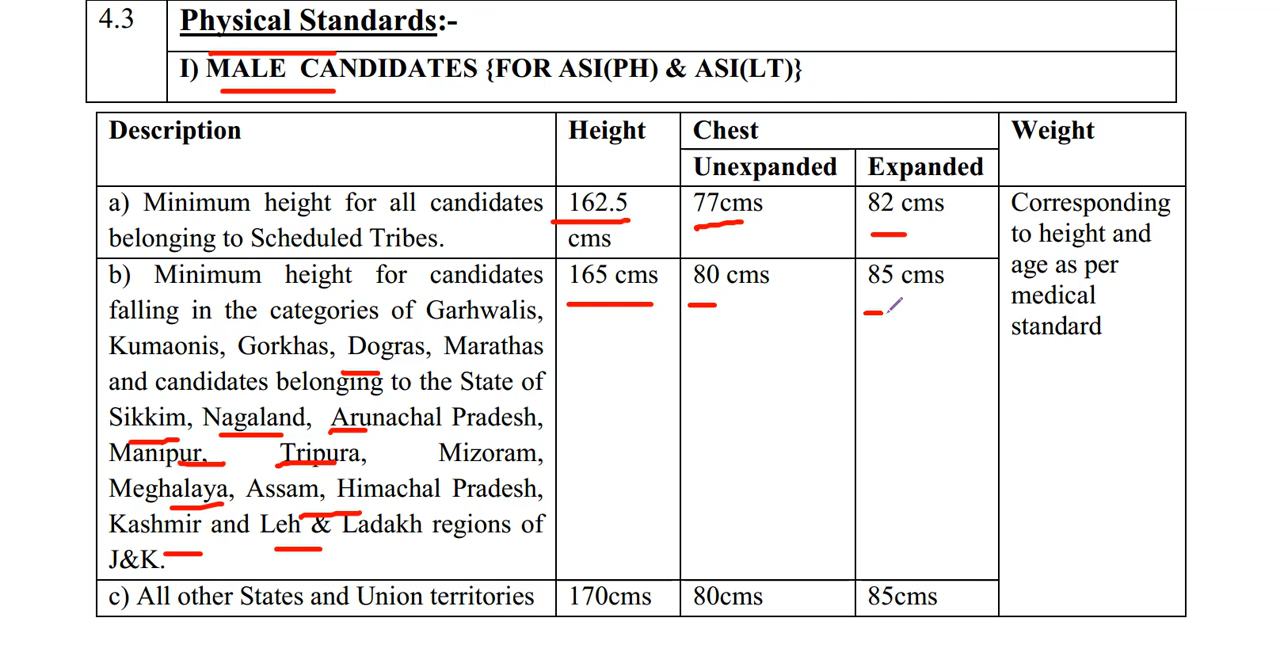 4.3 Physical Standards:-
I) MALE CANDIDATES {FOR ASI(PH) & ASI(LT)}
Description Height Chest Weight
Unexpanded Expanded
a) Minimum height for all candidates 162.5 77cms 82 cms Corresponding
belonging to Scheduled Tribes. cms to height and
b) Minimum height for candidates 165 cms 80 cms 85 cms age as per
falling in the categories of Garhwalis, medical
Kumaonis, Gorkhas, Dogras, Marathas standard
and candidates belonging to the State of
Sikkim, Nagaland, Arunachal Pradesh,
Manipur, Tripura, Mizoram,
Meghalaya, Assam, Himachal Pradesh,
Kashmir and Leh & Ladakh regions of
J&K.
c) All other States and Union territories 170cms 80cms 85cms